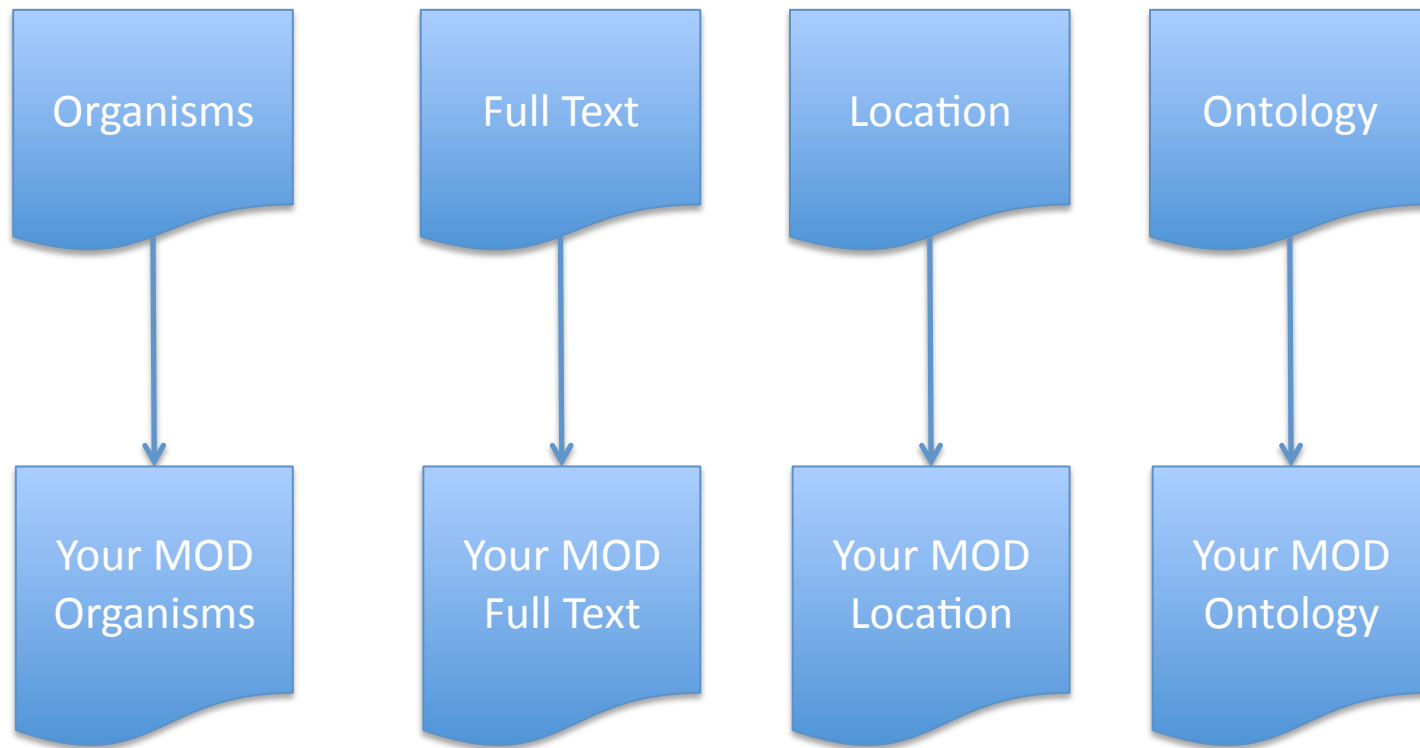 Organisms
Full Text
Location
Ontology
Your MOD
Organisms
Your MOD
Full Text
Your MOD
Location
Your MOD
Ontology